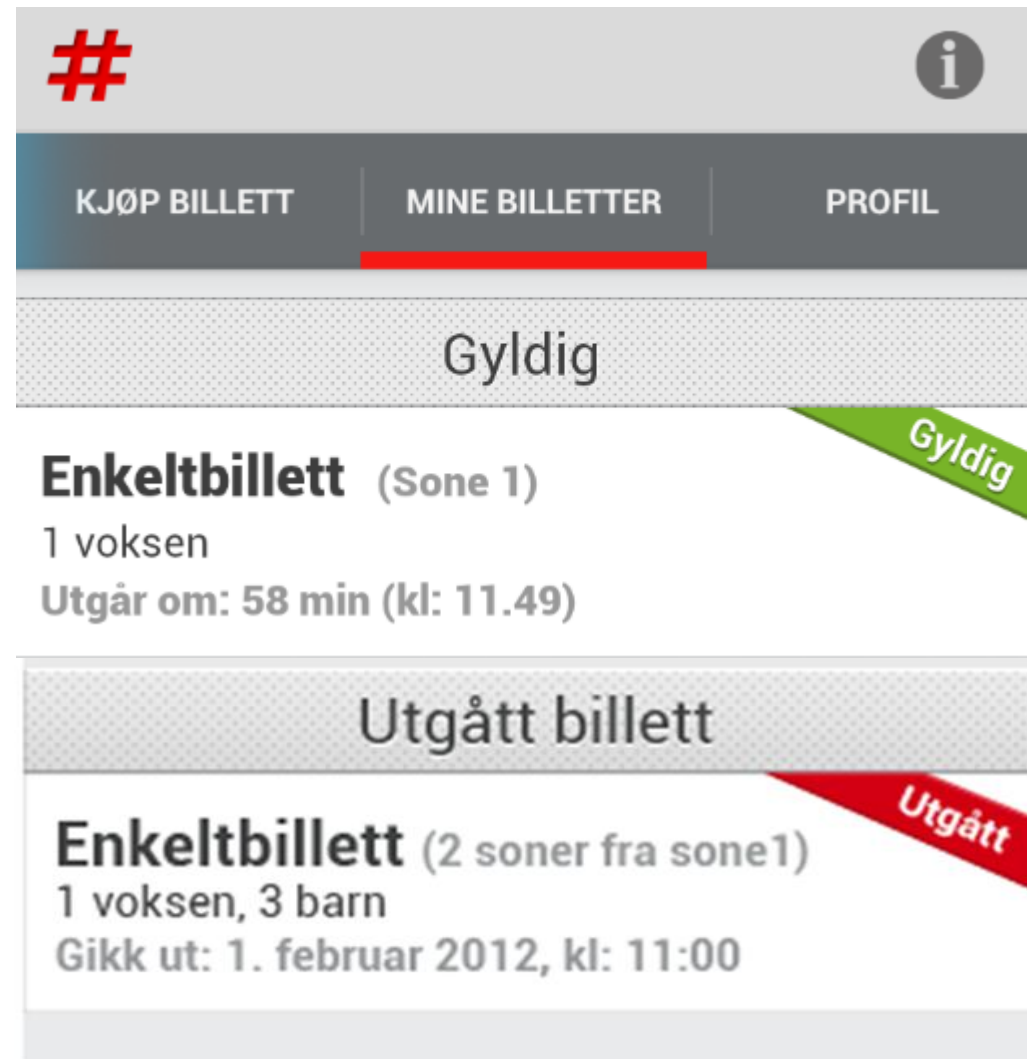 #
i
KJØP BILLETT MINE BILLETTER PROFIL
Gyldig
Gyldig
Enkeltbillett (Sone 1)
1 voksen
Utgår om: 58 min (kl: 11.49)
Utgått billett
Utgått
Enkeltbillett (2 soner fra sone1)
1 voksen, 3 barn
Gikk ut: 1. februar 2012, kl: 11:00